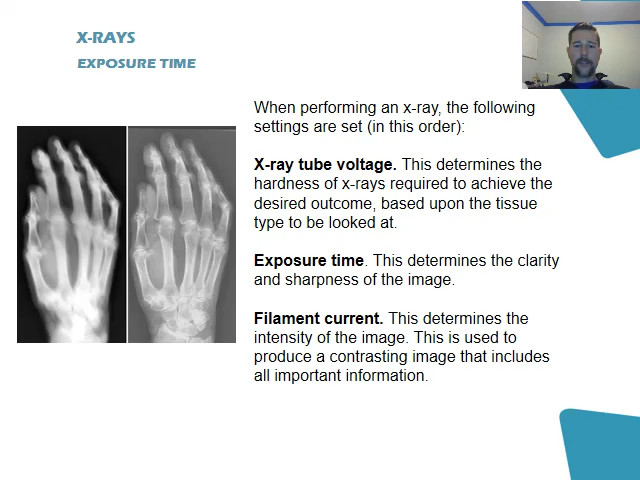 X-RAYS
EXPOSURE TIME
When performing an x-ray, the following
settings are set (in this order):
X-ray tube voltage. This determines the
hardness of x-rays required to achieve the
desired outcome, based upon the tissue
type to be looked at.
Exposure time. This determines the clarity
and sharpness of the image.
Filament current. This determines the
intensity of the image. This is used to
produce a contrasting image that includes
all important information.